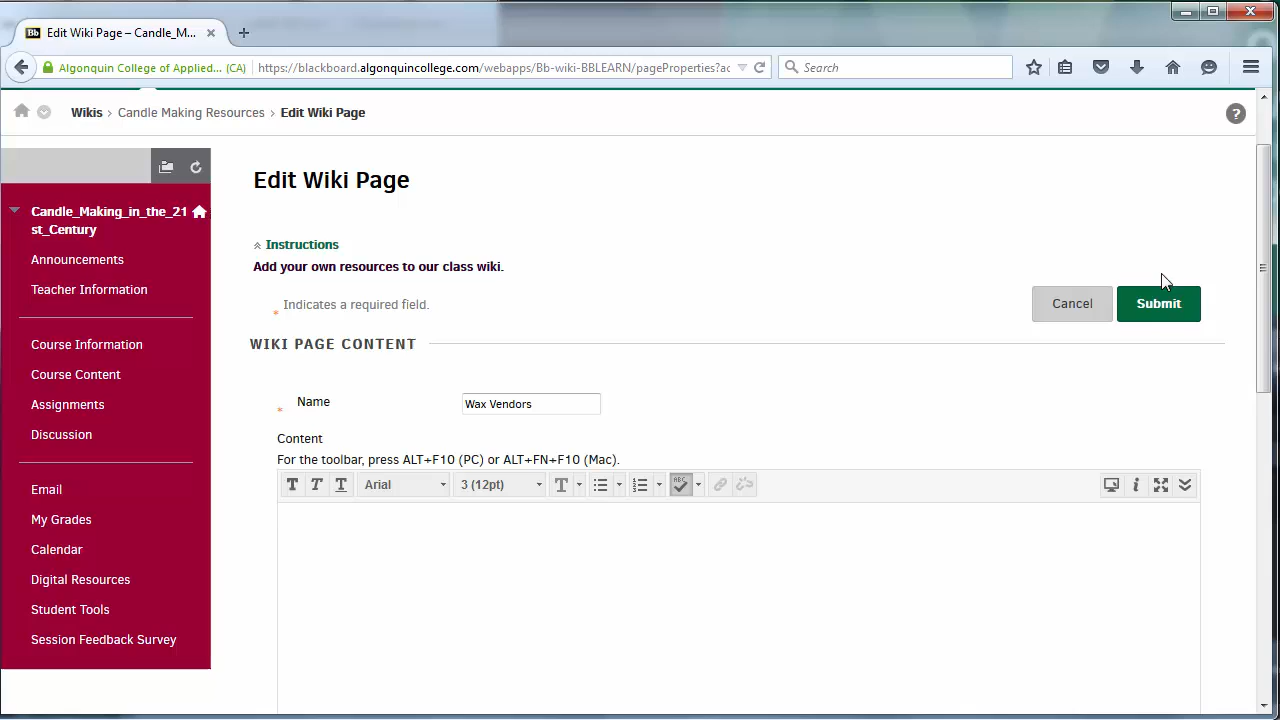 Edit Wiki Page – Candle_M...
Algonquin College of Applied... (CA)
https://blackboard.algonquincollege.com/webapps/Bb-wiki-BBLEARN/pageProperties?ac
Search
Wikis > Candle Making Resources > Edit Wiki Page
Candle_Making_in_the_21
st_Century
Announcements
Teacher Information
Course Information
Course Content
Assignments
Discussion
Email
My Grades
Calendar
Digital Resources
Student Tools
Session Feedback Survey
Edit Wiki Page
Instructions
Add your own resources to our class wiki.
* Indicates a required field.
Cancel
Submit
WIKI PAGE CONTENT
* Name
Wax Vendors
Content
For the toolbar, press ALT+F10 (PC) or ALT+FN+F10 (Mac).
T T T Arial 3 (12pt) T ABC i